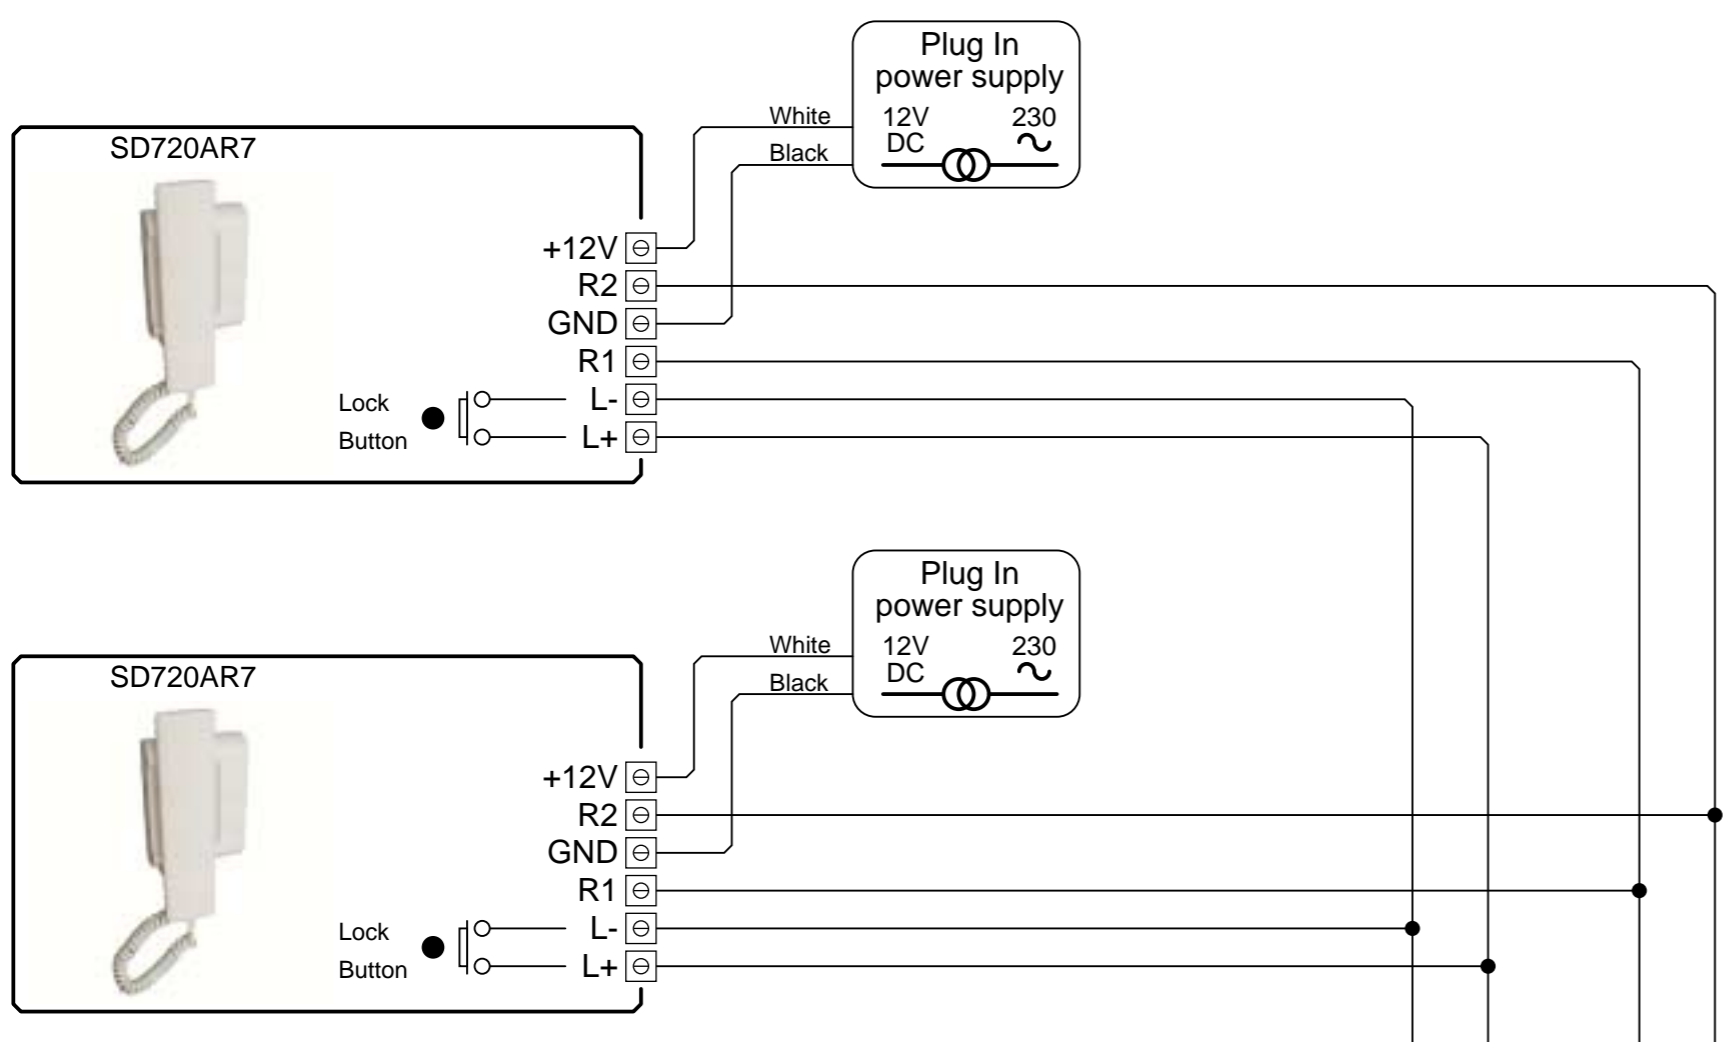 Plug In
power supply
12V 230
DC
White
Black
SD720AR7
+12V
R2
GND
R1
Lock
Button
L-
L+
Plug In
power supply
12V 230
DC
White
Black
SD720AR7
+12V
R2
GND
R1
Lock
Button
L-
L+